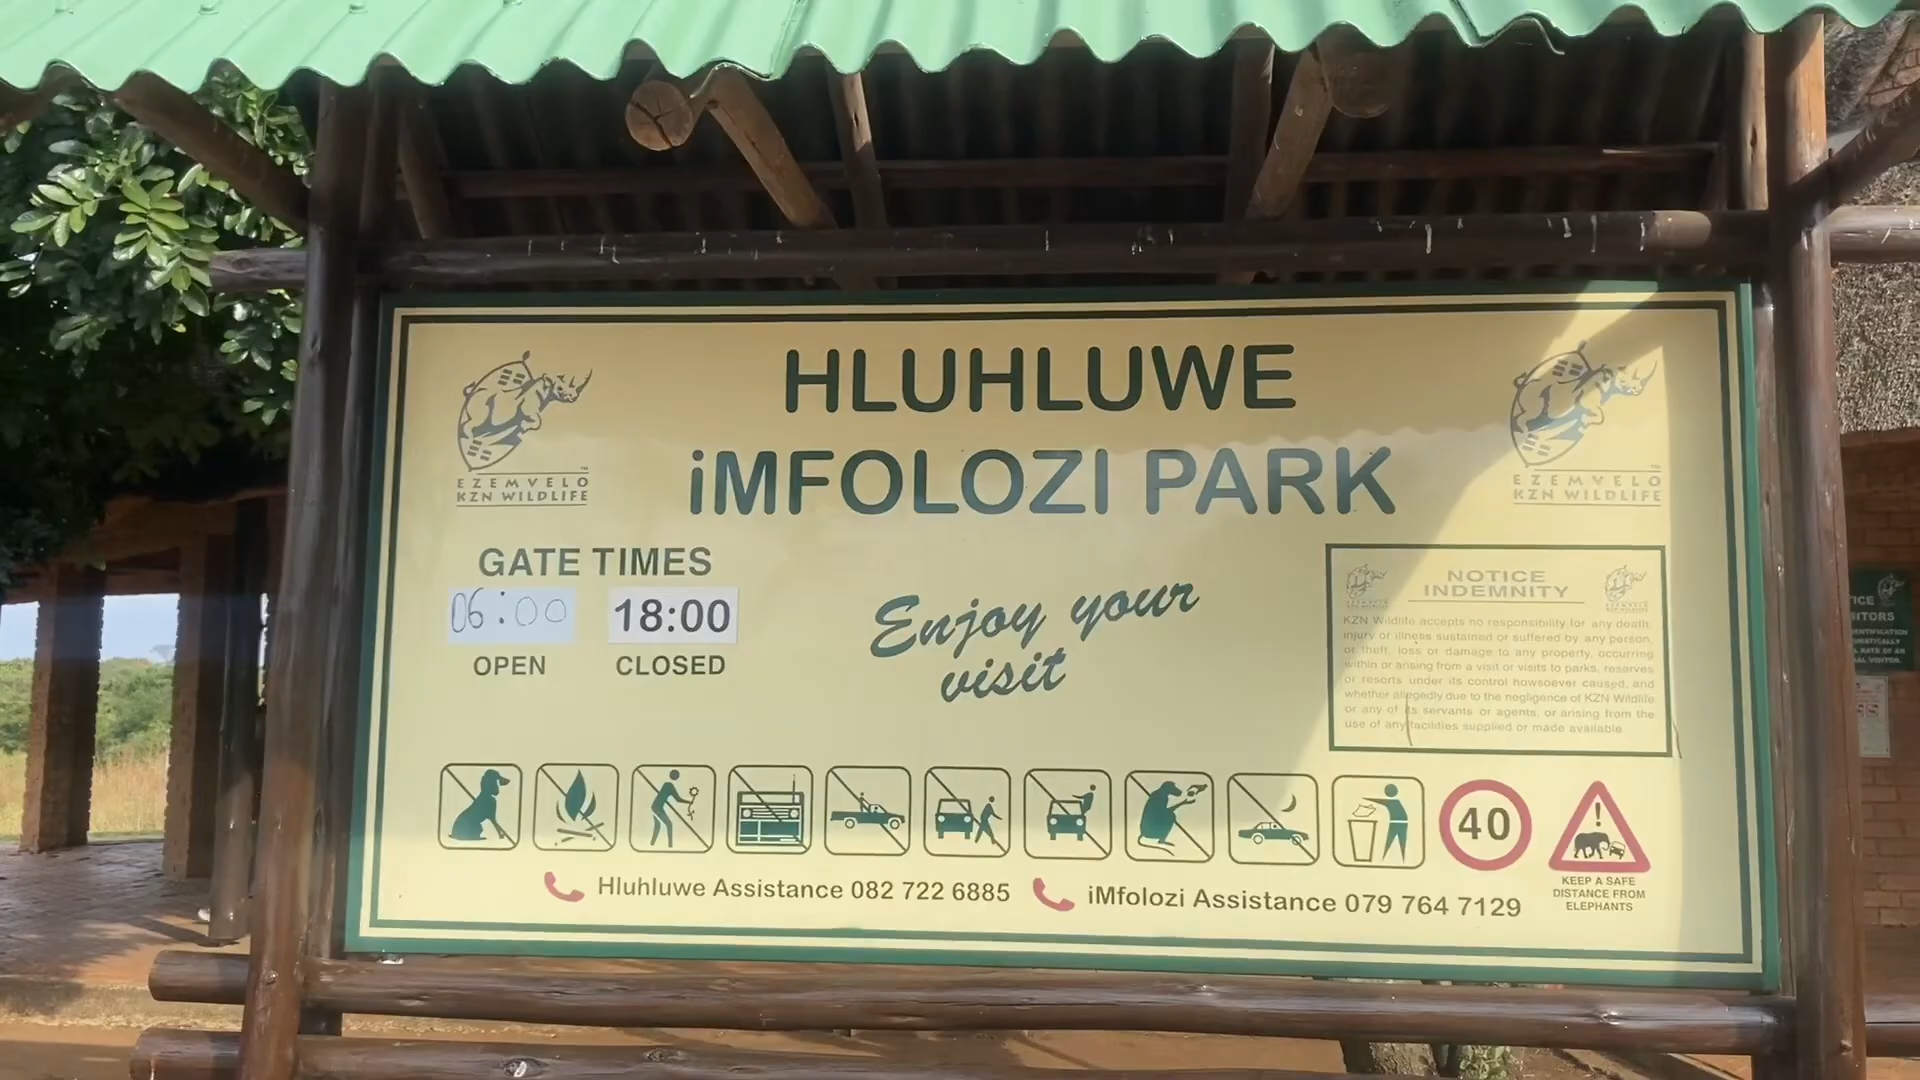 HLUHLUWE
iMFOLOZI PARK
EZEMVELO
KZN WILDLIFE
™
EZEMVELO
KZN WILDLIFE
™
GATE TIMES
06:00
18:00
OPEN
CLOSED
Enjoy your
visit
NOTICE
INDEMNITY
KZN Wildlife accepts no responsibility for any death,
injury or illness sustained or suffered by any person,
or theft, loss or damage to any property, occurring
within or arising from a visit or visits to parks, reserves
or resorts under its control howsoever caused, and
whether allegedly due to the negligence of KZN Wildlife
or any of its servants or agents, or arising from the
use of any facilities supplied or made available.
40
KEEP A SAFE
DISTANCE FROM
ELEPHANTS
Hluhluwe Assistance 082 722 6885
iMfolozi Assistance 079 764 7129